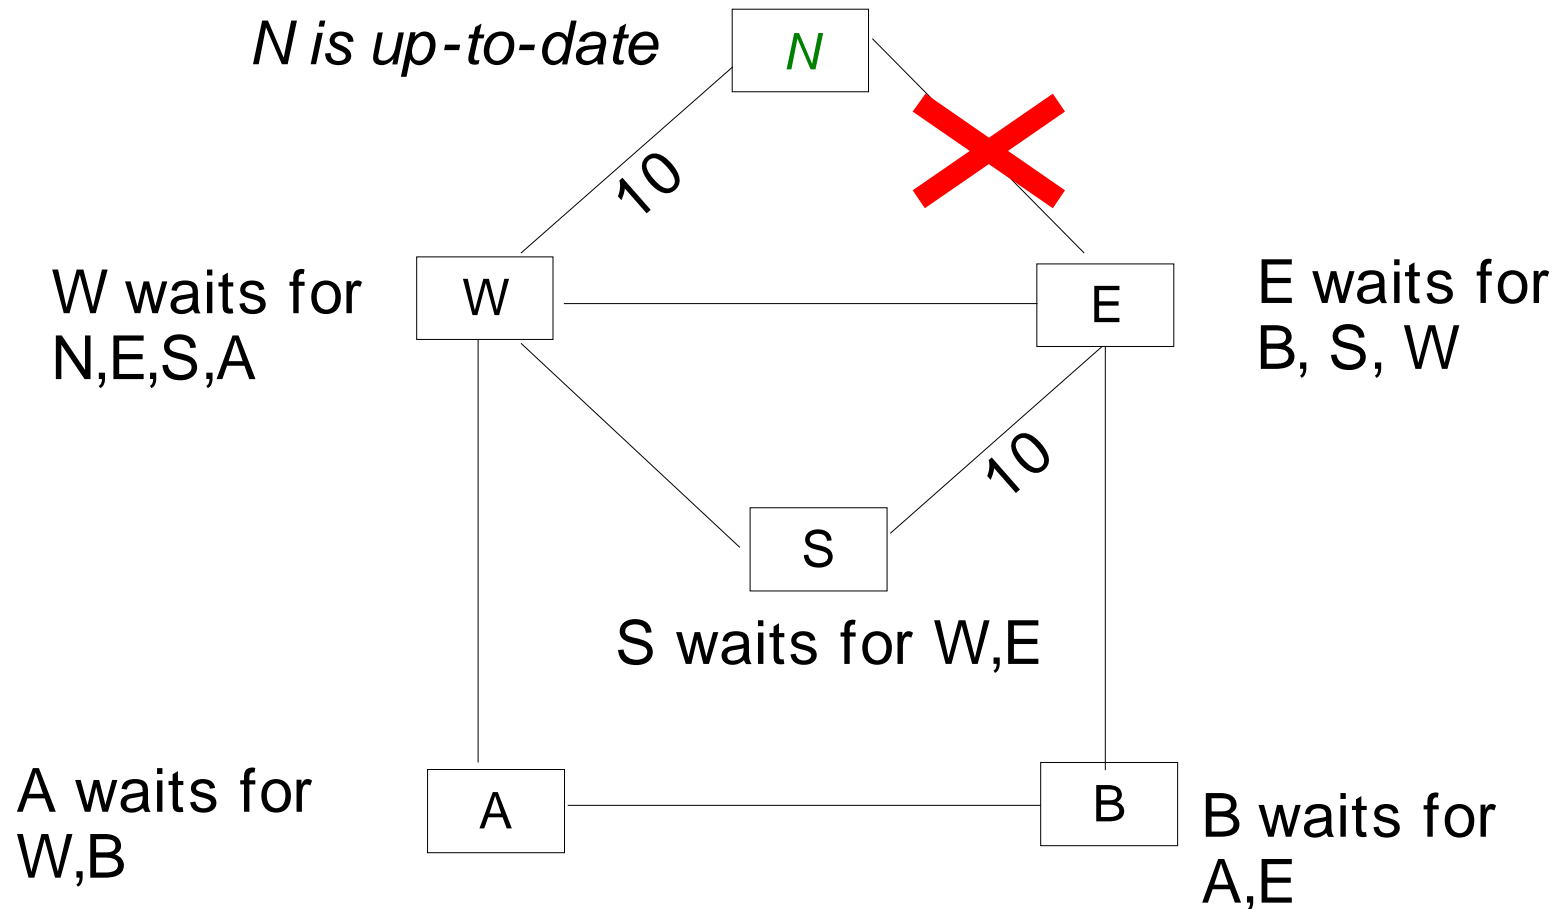 N is up-to-date
N
10
W waits for
N,E,S,A
W
E
E waits for
B, S, W
10
S
S waits for W,E
A waits for
W,B
A
B
B waits for
A,E